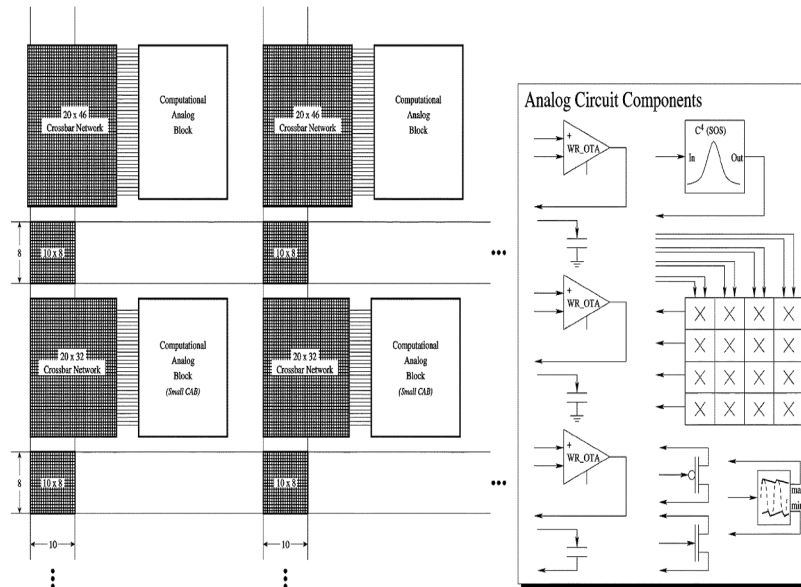 20 x 46
Crossbar Network
Computational
Analog
Block
20 x 46
Crossbar Network
Computational
Analog
Block
8
10 x 8
10 x 8
•••
20 x 32
Crossbar Network
Computational
Analog
Block
(Small CAB)
20 x 32
Crossbar Network
Computational
Analog
Block
(Small CAB)
8
10 x 8
10 x 8
•••
10
10
Analog Circuit Components
+
WR_OTA
C⁴ (SOS)
In
Out
+
WR_OTA
X X X X
X X X X
X X X X
X X X X
+
WR_OTA
min